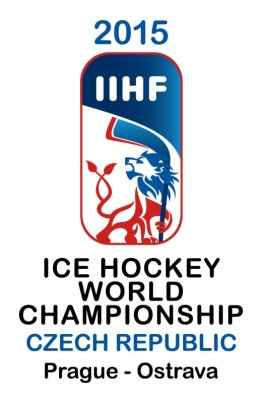 2015
IIHF
ICE HOCKEY
WORLD
CHAMPIONSHIP
CZECH REPUBLIC
Prague - Ostrava